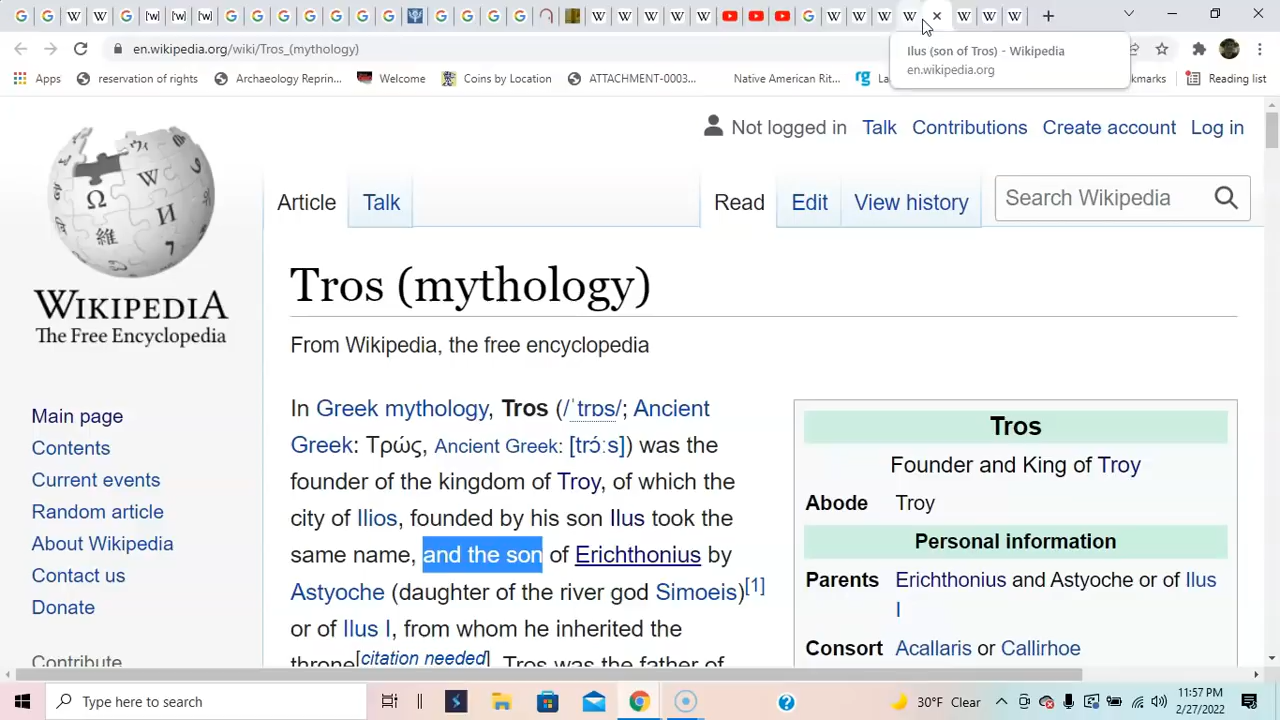 en.wikipedia.org/wiki/Tros_(mythology)
Ilus (son of Tros) - Wikipedia
en.wikipedia.org
Apps
reservation of rights
Archaeology Reprin...
Welcome
Coins by Location
ATTACHMENT-0003...
Native American Rit...
La
kmarks
Reading list
Not logged in Talk Contributions Create account Log in
Article Talk Read Edit View history Search Wikipedia
WIKIPEDIA
The Free Encyclopedia
Main page
Contents
Current events
Random article
About Wikipedia
Contact us
Donate
Contribute
Tros (mythology)
From Wikipedia, the free encyclopedia
In Greek mythology, Tros (/ˈtrɒs/; Ancient
Greek: Τρώς, Ancient Greek: [trɔ́ːs]) was the
founder of the kingdom of Troy, of which the
city of Ilios, founded by his son Ilus took the
same name, and the son of Erichthonius by
Astyoche (daughter of the river god Simoeis)[1]
or of Ilus I, from whom he inherited the
throne[citation needed]. Tros was the father of
Tros
Founder and King of Troy
Abode Troy
Personal information
Parents Erichthonius and Astyoche or of Ilus
I
Consort Acallaris or Callirhoe
Type here to search
30°F Clear
11:57 PM
2/27/2022